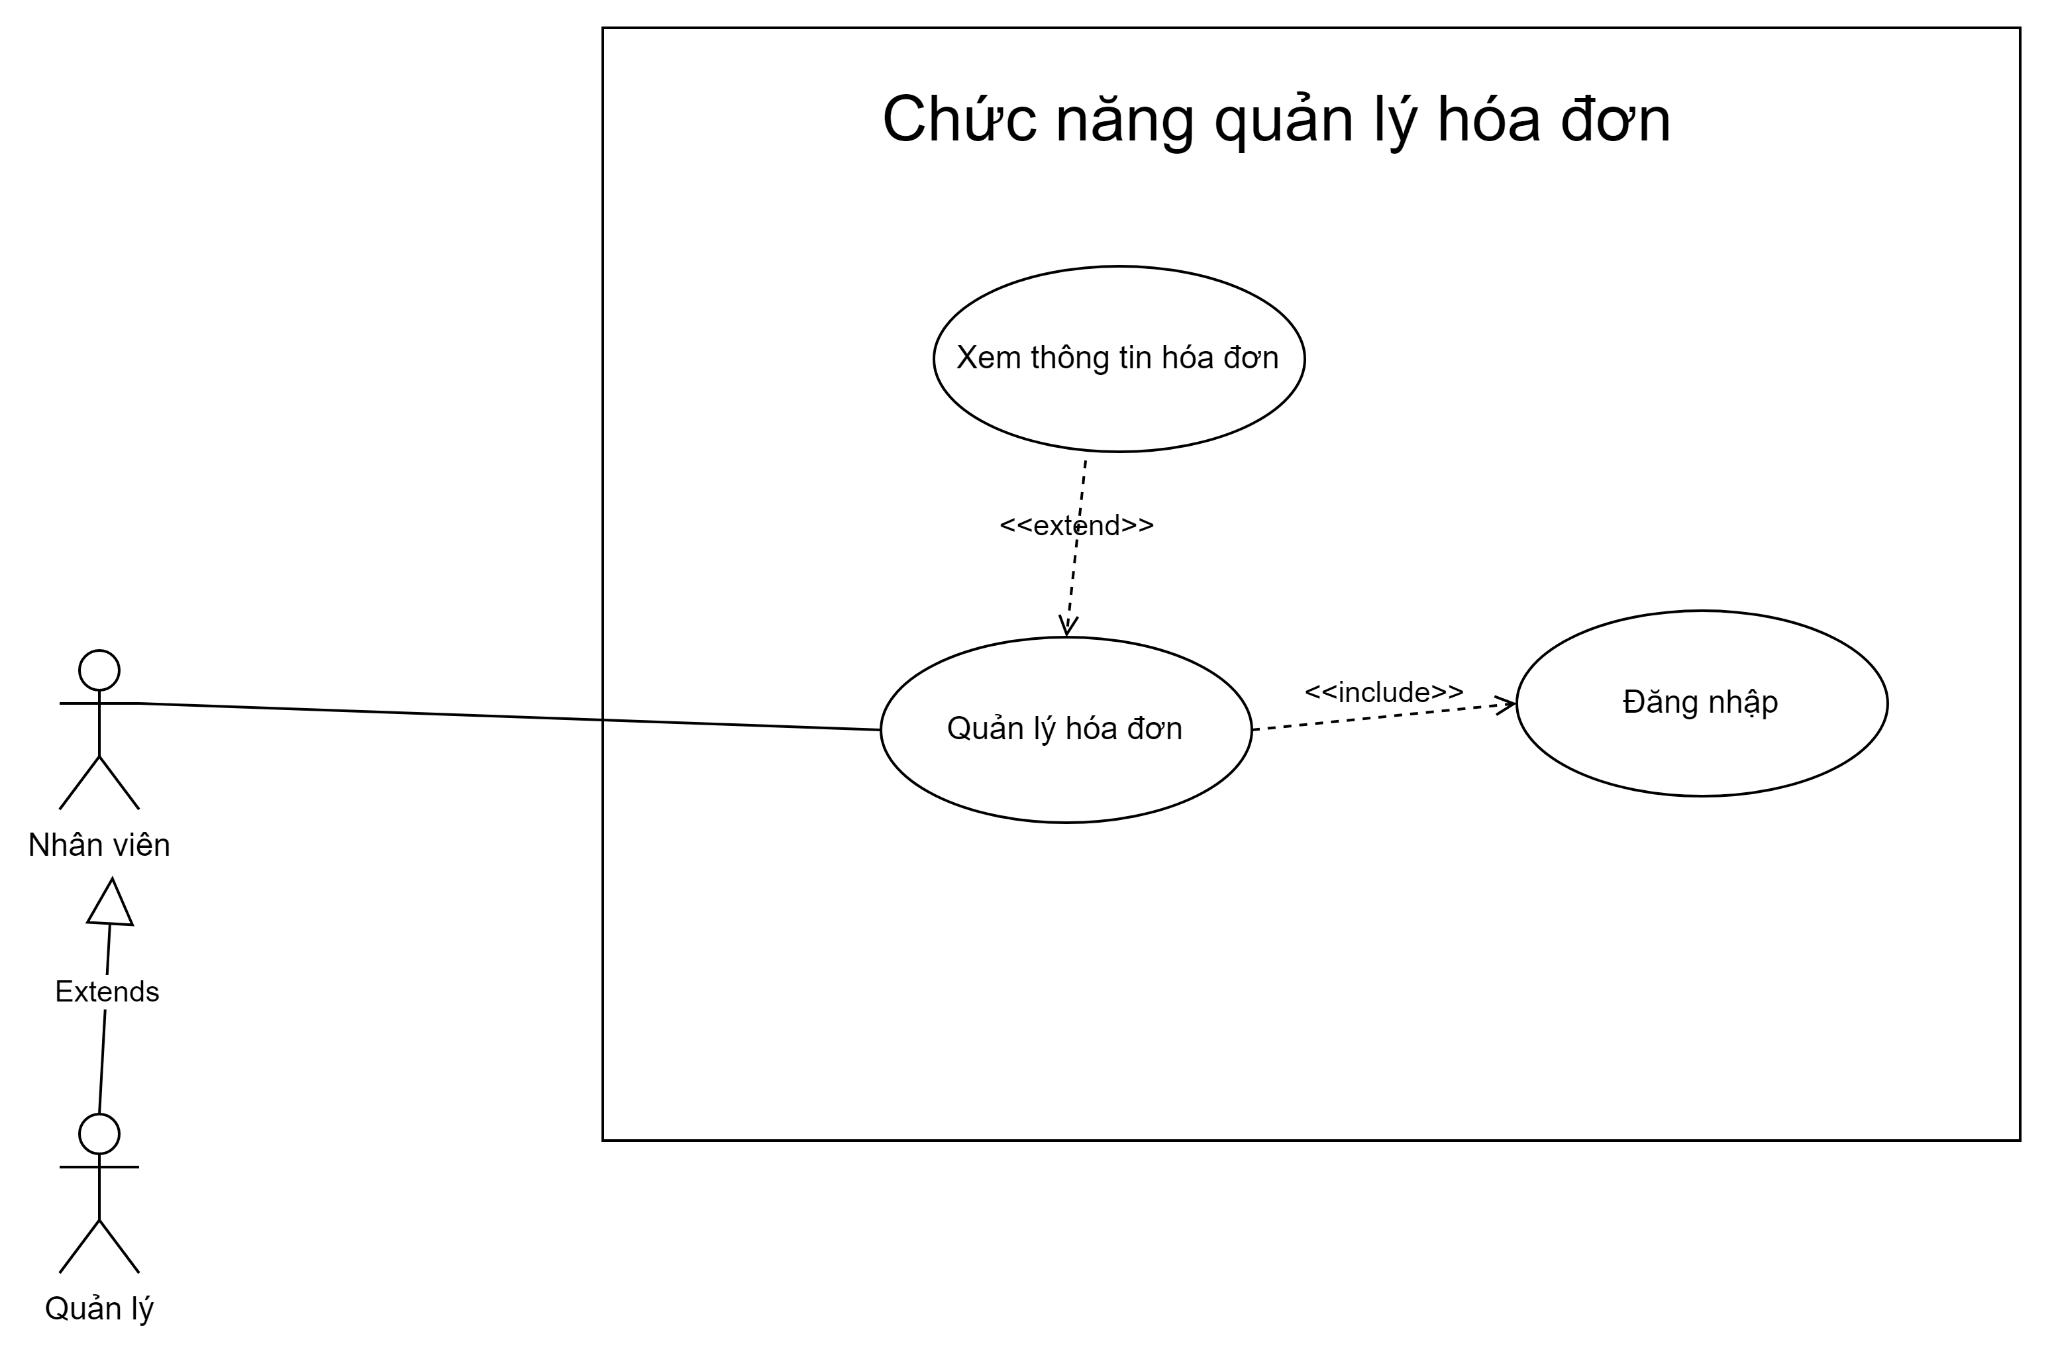 Chức năng quản lý hóa đơn
Xem thông tin hóa đơn
<<extend>>
<<include>>
Đăng nhập
Quản lý hóa đơn
Nhân viên
Extends
Quản lý